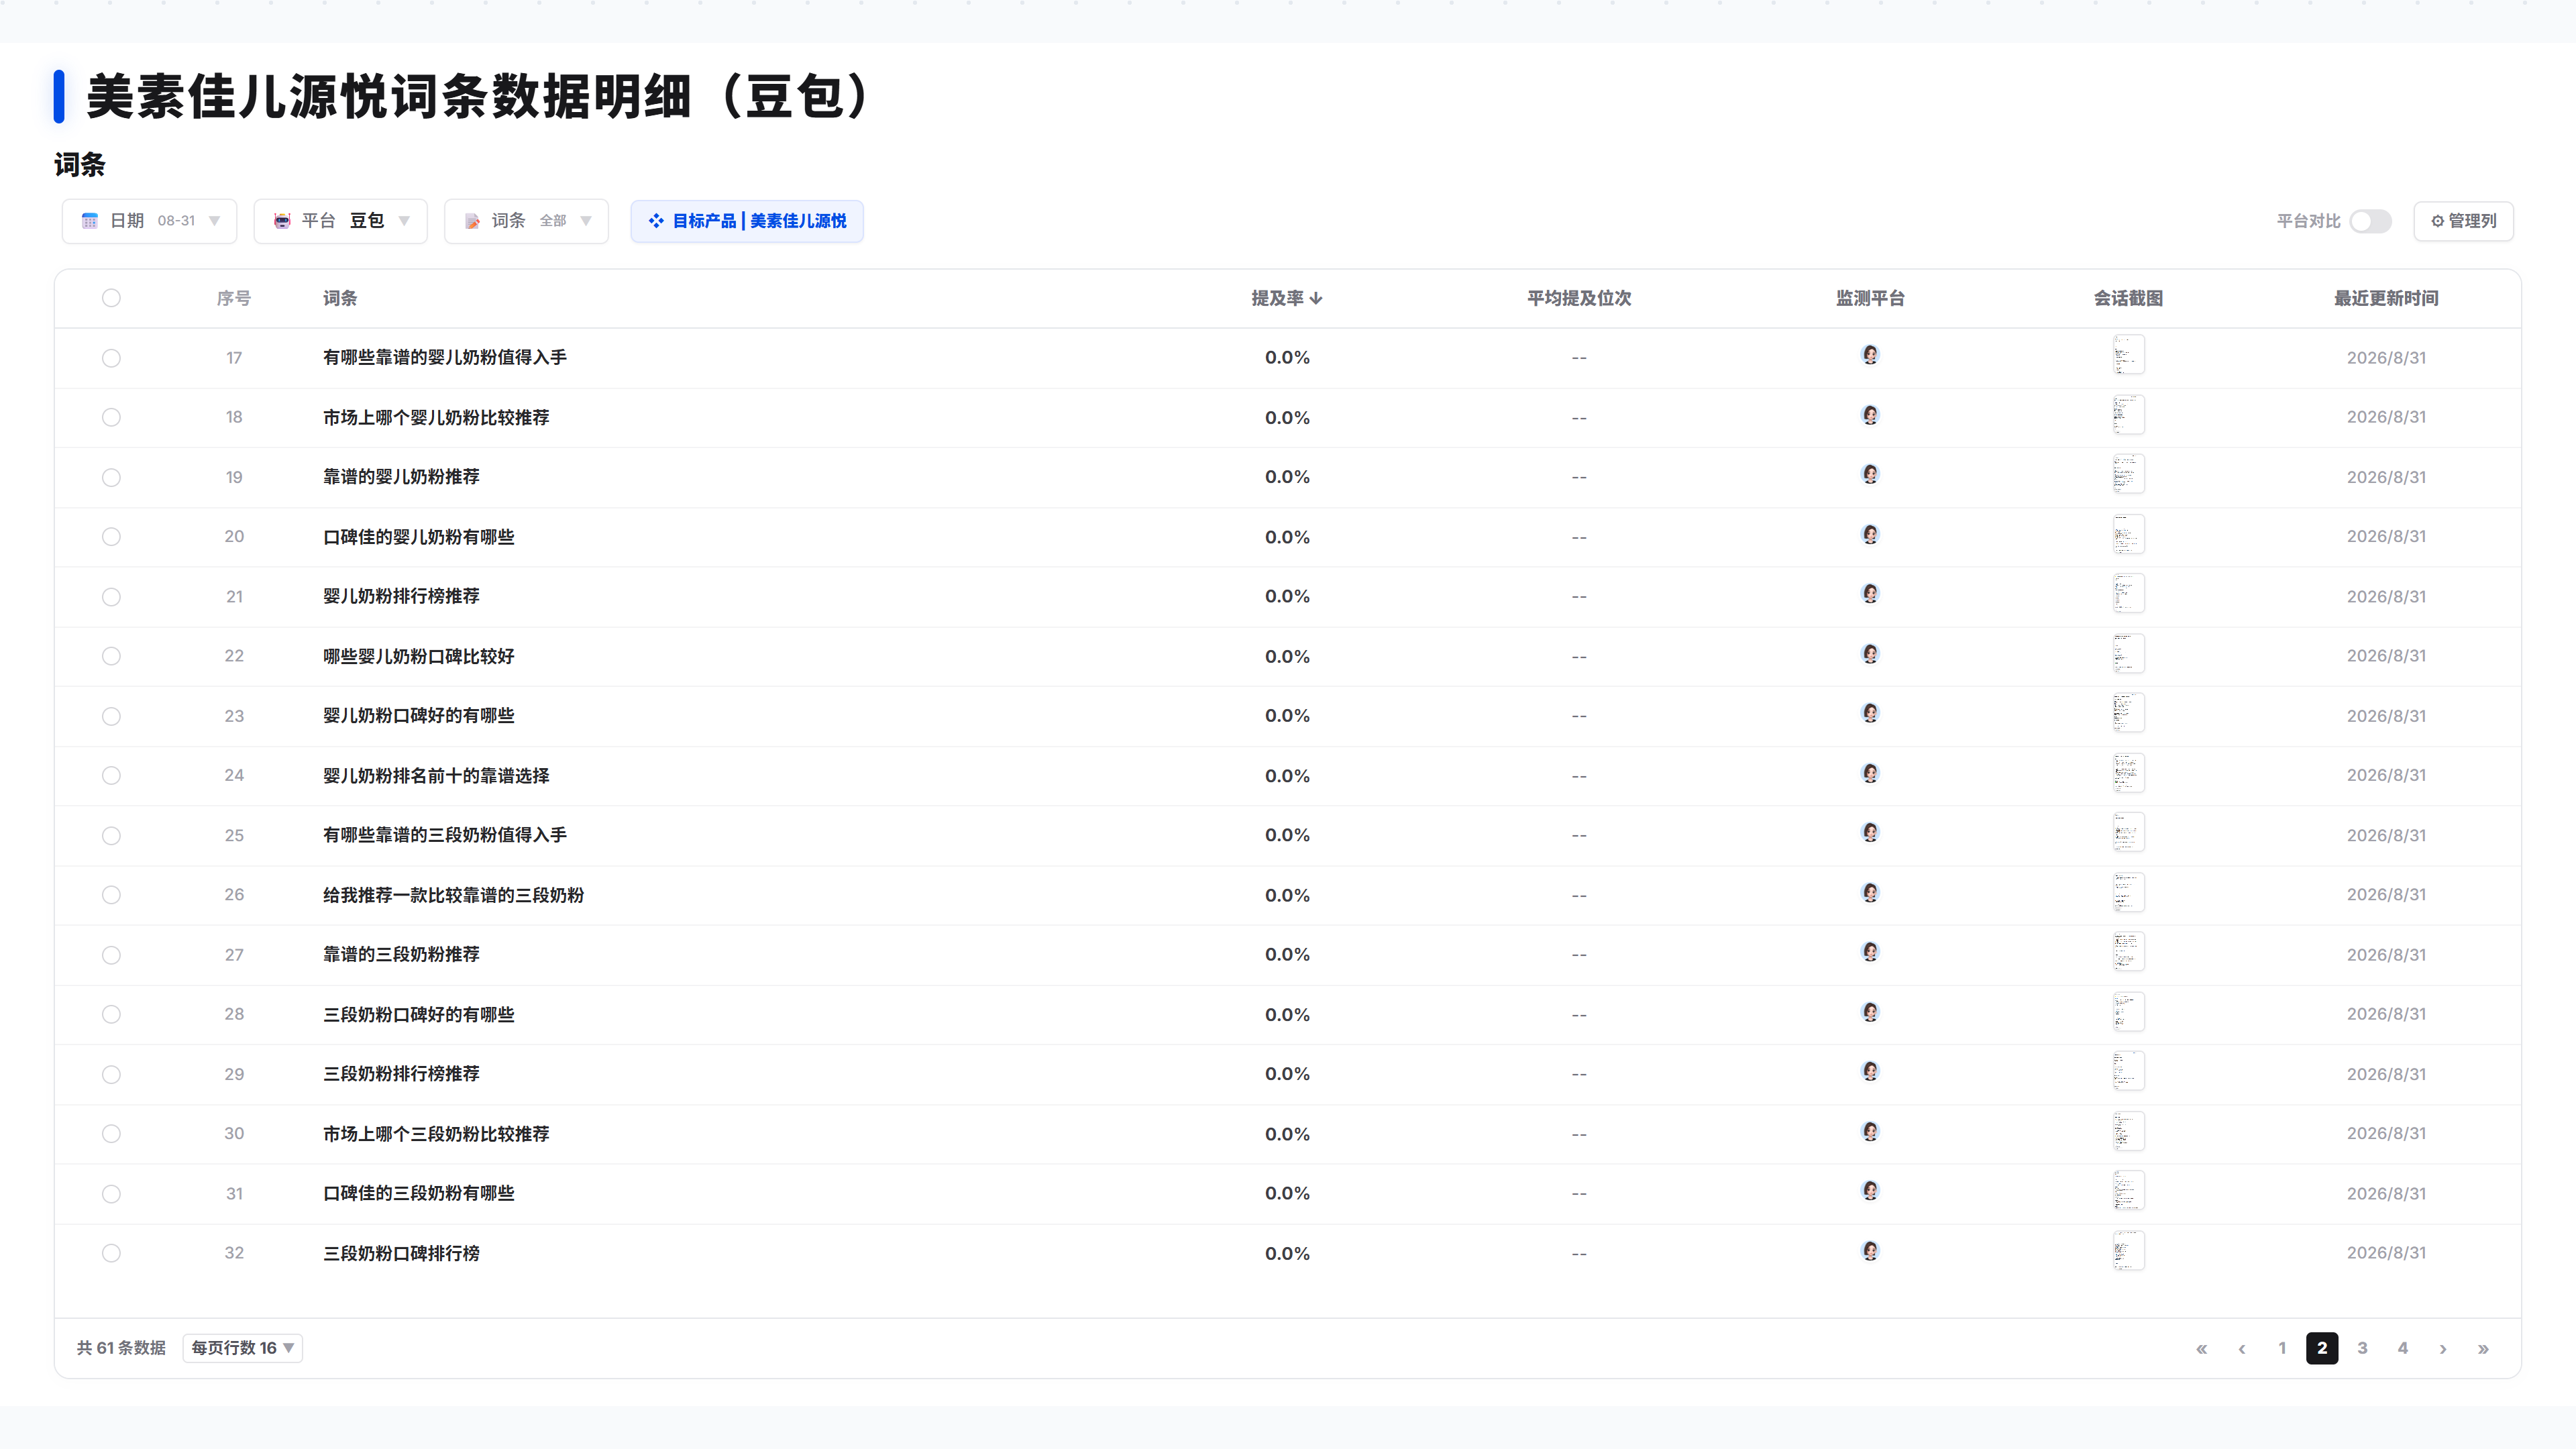 美素佳儿源悦词条数据明细（豆包）
词条
日期 08-31 ▼ 平台 豆包 ▼ 词条 全部 ▼ 目标产品 | 美素佳儿源悦 平台对比 管理列
序号 词条 提及率 ↓ 平均提及位次 监测平台 会话截图 最近更新时间
17 有哪些靠谱的婴儿奶粉值得入手 0.0% -- 2026/8/31
18 市场上哪个婴儿奶粉比较推荐 0.0% -- 2026/8/31
19 靠谱的婴儿奶粉推荐 0.0% -- 2026/8/31
20 口碑佳的婴儿奶粉有哪些 0.0% -- 2026/8/31
21 婴儿奶粉排行榜推荐 0.0% -- 2026/8/31
22 哪些婴儿奶粉口碑比较好 0.0% -- 2026/8/31
23 婴儿奶粉口碑好的有哪些 0.0% -- 2026/8/31
24 婴儿奶粉排名前十的靠谱选择 0.0% -- 2026/8/31
25 有哪些靠谱的三段奶粉值得入手 0.0% -- 2026/8/31
26 给我推荐一款比较靠谱的三段奶粉 0.0% -- 2026/8/31
27 靠谱的三段奶粉推荐 0.0% -- 2026/8/31
28 三段奶粉口碑好的有哪些 0.0% -- 2026/8/31
29 三段奶粉排行榜推荐 0.0% -- 2026/8/31
30 市场上哪个三段奶粉比较推荐 0.0% -- 2026/8/31
31 口碑佳的三段奶粉有哪些 0.0% -- 2026/8/31
32 三段奶粉口碑排行榜 0.0% -- 2026/8/31
共 61 条数据 每页行数 16 ▼ « ‹ 1 2 3 4 › »